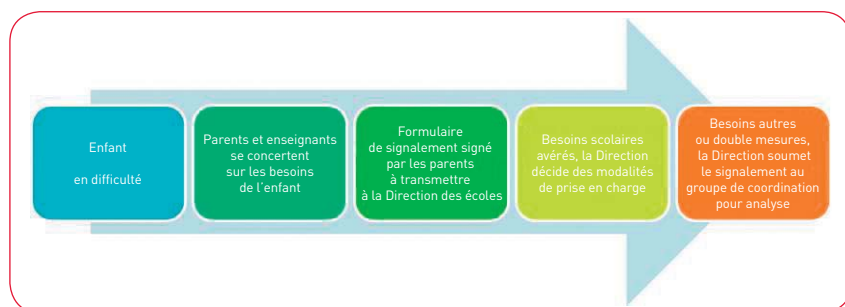 Enfant
en difficulté
Parents et enseignants
se concertent
sur les besoins
de l'enfant
Formulaire
de signalement signé
par les parents
à transmettre
à la Direction des écoles
Besoins scolaires
avérés, la Direction
décide des modalités
de prise en charge
Besoins autres
ou double mesures,
la Direction soumet
le signalement au
groupe de coordination
pour analyse